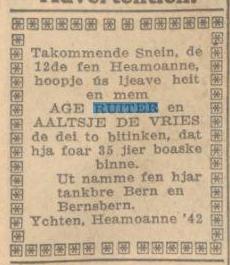 Takommende Snein, de
12de fen Heamoanne,
hoopje ús ljeave heit
en mem
AGE RUITER en
AALTSJE DE VRIES
de dei to bitinken, dat
hja foar 35 jier boaske
binne.
Ut namme fen hjar
tankbre Bern en
Bernsbern.
Ychten, Heamoanne '42